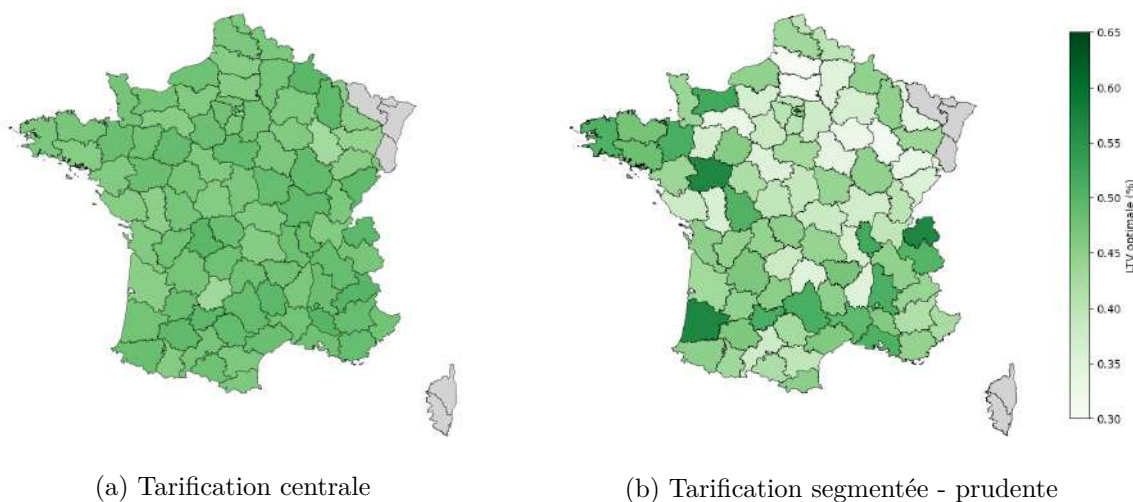 0.65
0.60
0.55
0.50
0.45
0.40
0.35
0.30
LTV optimale (%)
(a) Tarification centrale
(b) Tarification segmentée - prudente